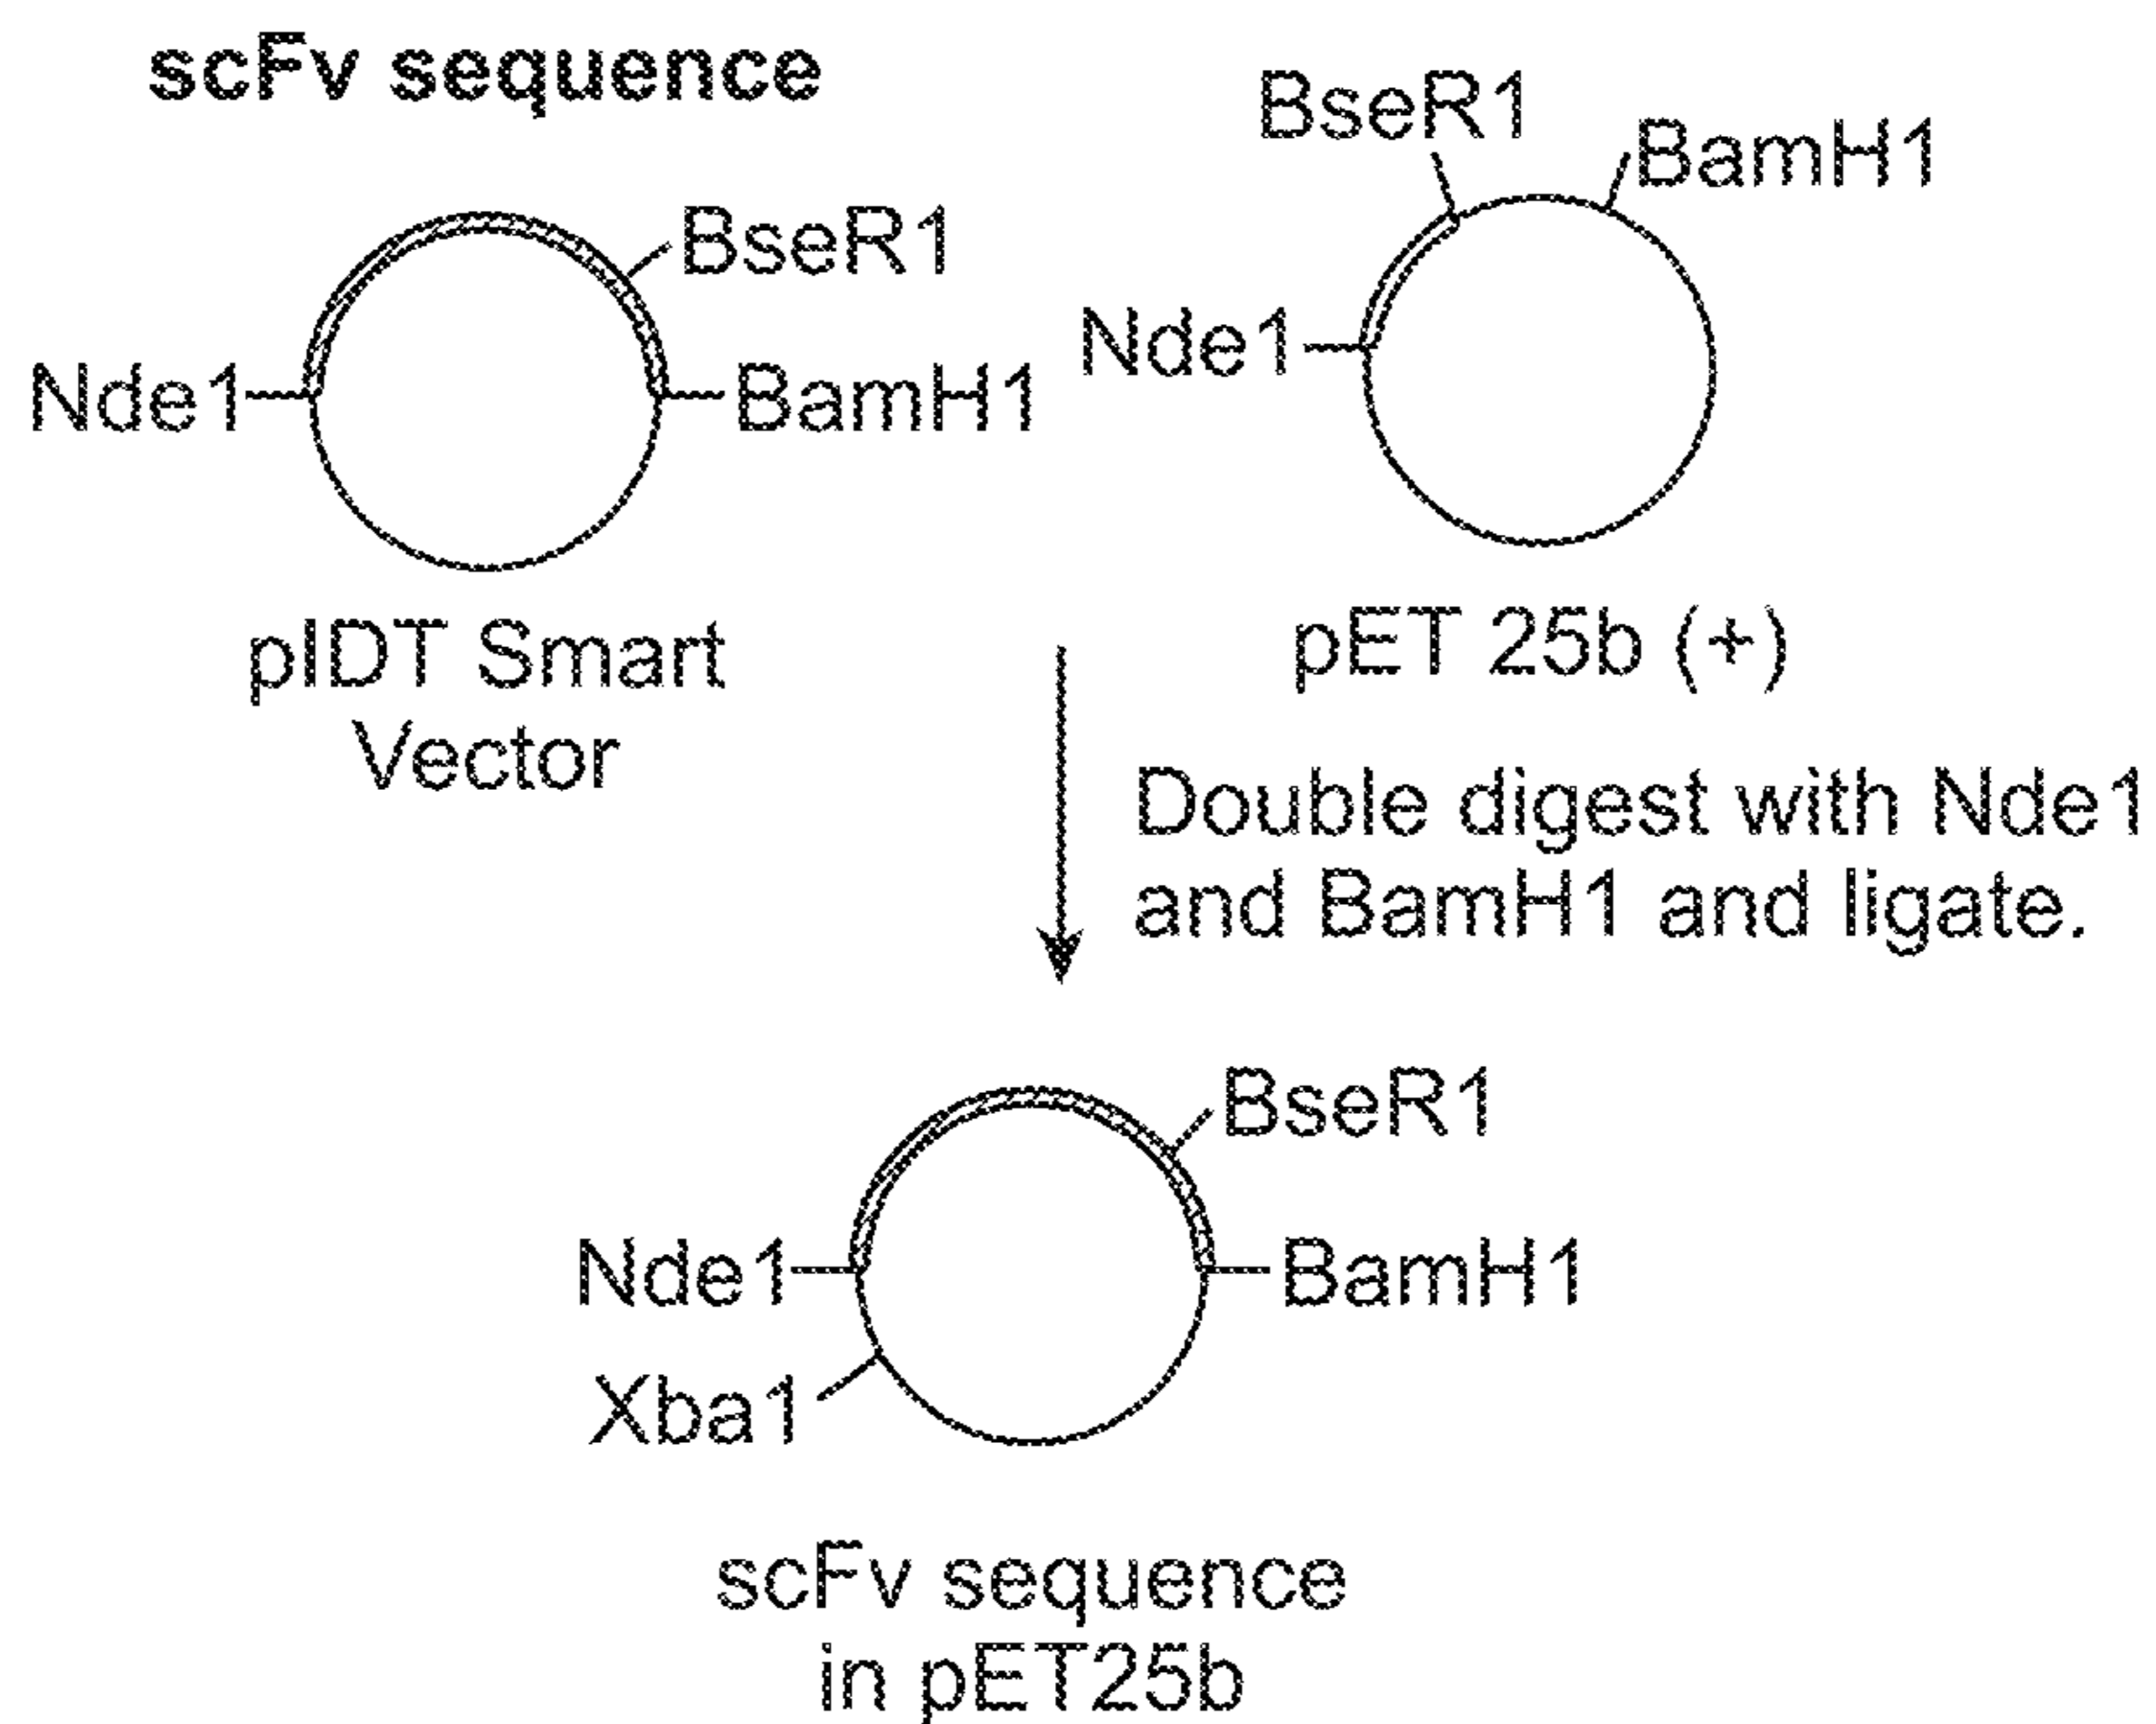 scFv sequence
BseR1
BamH1
Nde1
pIDT Smart
Vector
BseR1
BamH1
Nde1
pET 25b (+)
Double digest with Nde1
and BamH1 and ligate.
BseR1
Nde1
BamH1
Xba1
scFv sequence
in pET25b